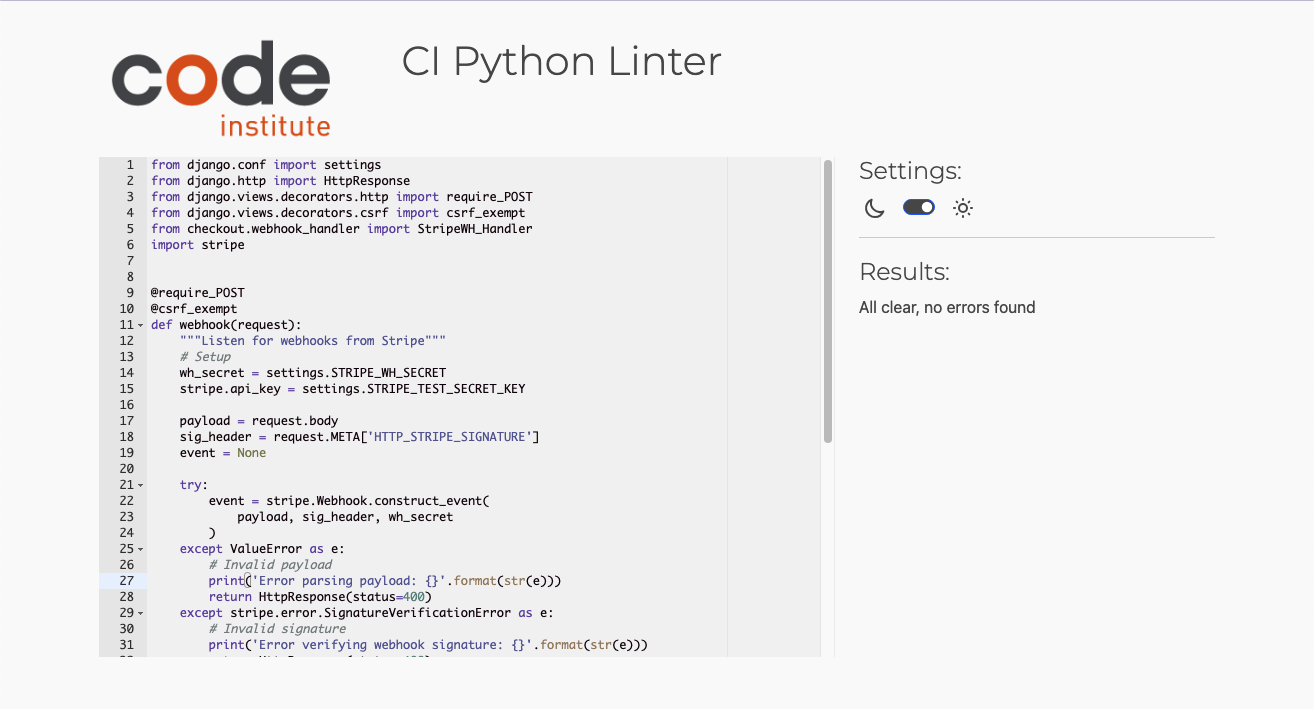 code
institute
CI Python Linter
1 from django.conf import settings
2 from django.http import HttpResponse
3 from django.views.decorators.http import require_POST
4 from django.views.decorators.csrf import csrf_exempt
5 from checkout.webhook_handler import StripeWH_Handler
6 import stripe
7
8
9 @require_POST
10 @csrf_exempt
11 def webhook(request):
12     """Listen for webhooks from Stripe"""
13     # Setup
14     wh_secret = settings.STRIPE_WH_SECRET
15     stripe.api_key = settings.STRIPE_TEST_SECRET_KEY
16
17     payload = request.body
18     sig_header = request.META['HTTP_STRIPE_SIGNATURE']
19     event = None
20
21     try:
22         event = stripe.Webhook.construct_event(
23             payload, sig_header, wh_secret
24         )
25     except ValueError as e:
26         # Invalid payload
27         print('Error parsing payload: {}'.format(str(e)))
28         return HttpResponse(status=400)
29     except stripe.error.SignatureVerificationError as e:
30         # Invalid signature
31         print('Error verifying webhook signature: {}'.format(str(e)))
Settings:
Results:
All clear, no errors found